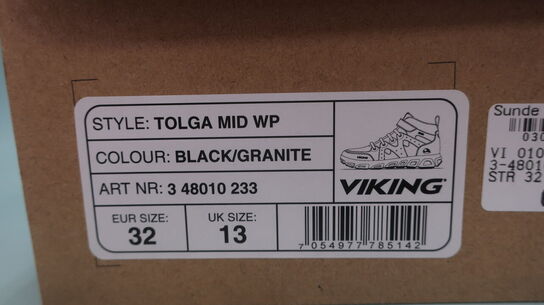 STYLE: TOLGA MID WP
COLOUR: BLACK/GRANITE
ART NR: 3 48010 233
EUR SIZE:
32
UK SIZE:
13
VIKING
7 054977 785142
Sunde
030
VI 010
3-4801
STR 32